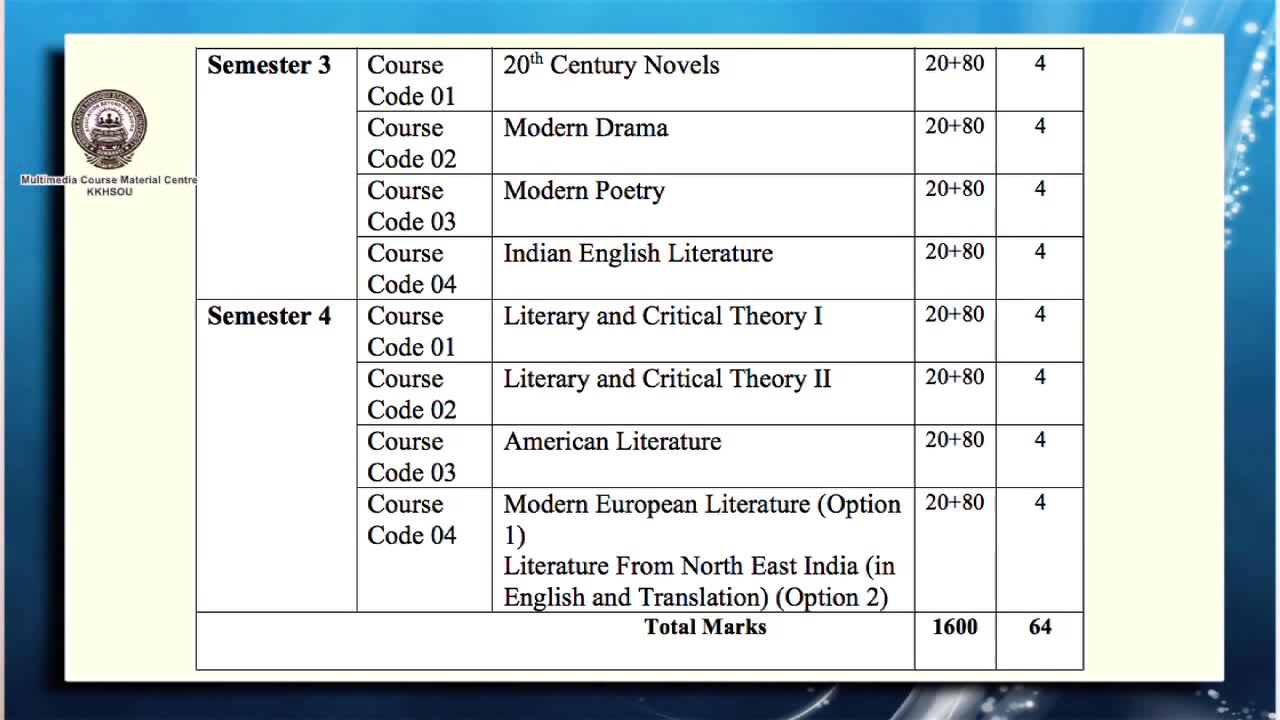 Semester 3
Course
Code 01
20th Century Novels
20+80
4
Course
Code 02
Modern Drama
20+80
4
Course
Code 03
Modern Poetry
20+80
4
Course
Code 04
Indian English Literature
20+80
4
Semester 4
Course
Code 01
Literary and Critical Theory I
20+80
4
Course
Code 02
Literary and Critical Theory II
20+80
4
Course
Code 03
American Literature
20+80
4
Course
Code 04
Modern European Literature (Option
1)
Literature From North East India (in
English and Translation) (Option 2)
20+80
4
Total Marks
1600
64
Multimedia Course Material Centre
KKHSOU